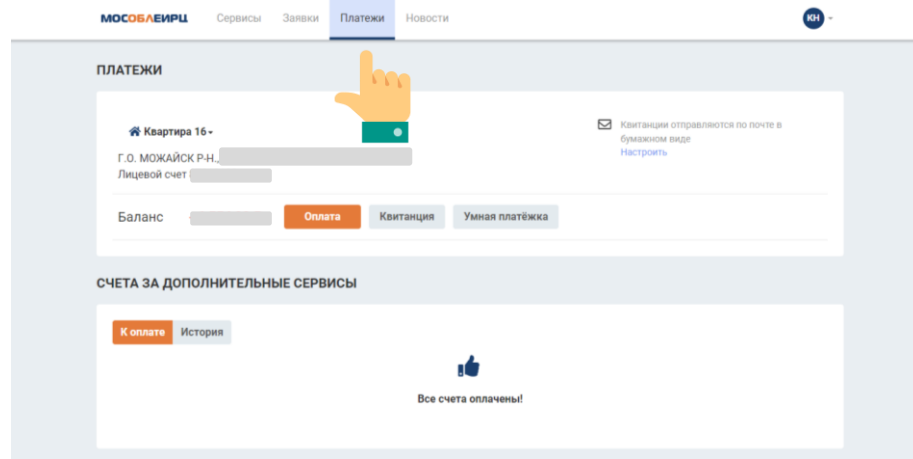 МОСОБЛЕИРЦ Сервисы Заявки Платежи Новости КН
ПЛАТЕЖИ
Квартира 16
Квитанции отправляются по почте в
бумажном виде
Настроить
Г.О. МОЖАЙСК Р-Н.,
Лицевой счет
Баланс Оплата Квитанция Умная платёжка
СЧЕТА ЗА ДОПОЛНИТЕЛЬНЫЕ СЕРВИСЫ
К оплате История
Все счета оплачены!